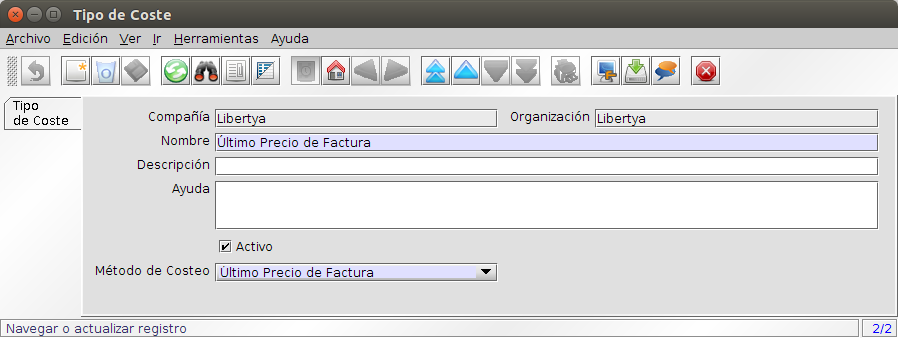 Tipo de Coste
Archivo Edición Ver Ir Herramientas Ayuda
Tipo
de Coste
Compañía Libertya Organización Libertya
Nombre Último Precio de Factura
Descripción
Ayuda
Activo
Método de Costeo Último Precio de Factura
Navegar o actualizar registro 2/2